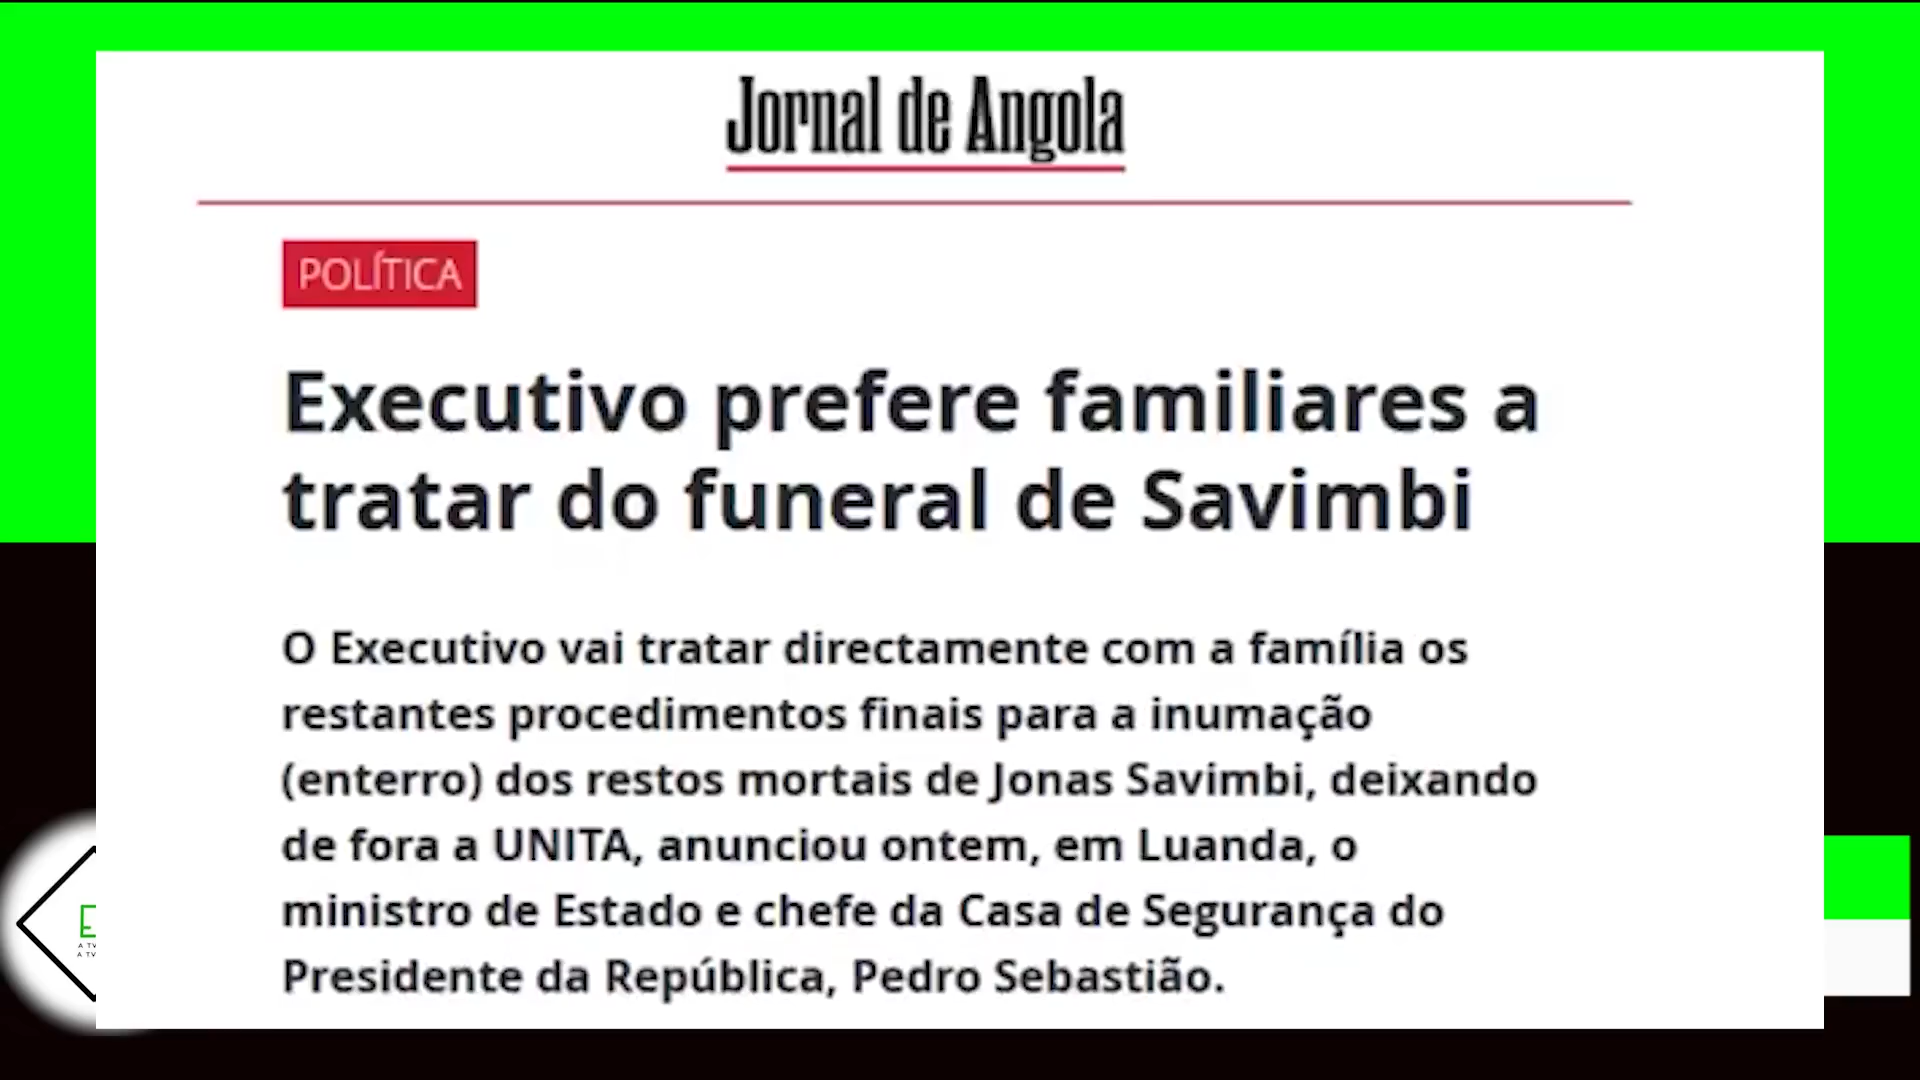 Jornal de Angola
POLÍTICA
Executivo prefere familiares a
tratar do funeral de Savimbi
O Executivo vai tratar directamente com a família os
restantes procedimentos finais para a inumação
(enterro) dos restos mortais de Jonas Savimbi, deixando
de fora a UNITA, anunciou ontem, em Luanda, o
ministro de Estado e chefe da Casa de Segurança do
Presidente da República, Pedro Sebastião.